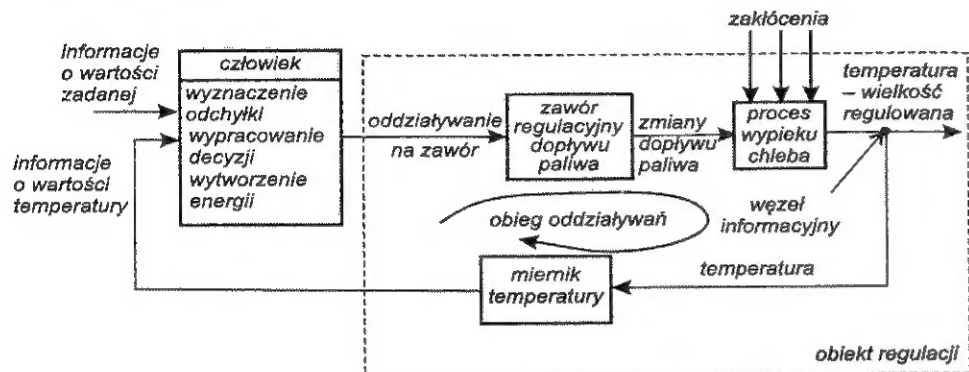 Informacje
o wartości
zadanej
informacje
o wartości
temperatury
człowiek
wyznaczenie
odchyłki
wypracowanie
decyzji
wytworzenie
energii
oddziaływanie
na zawór
zawór
regulacyjny
dopływu
paliwa
zmiany
dopływu
paliwa
zakłócenia
proces
wypieku
chleba
temperatura
– wielkość
regulowana
węzeł
informacyjny
obieg oddziaływań
miernik
temperatury
temperatura
obiekt regulacji